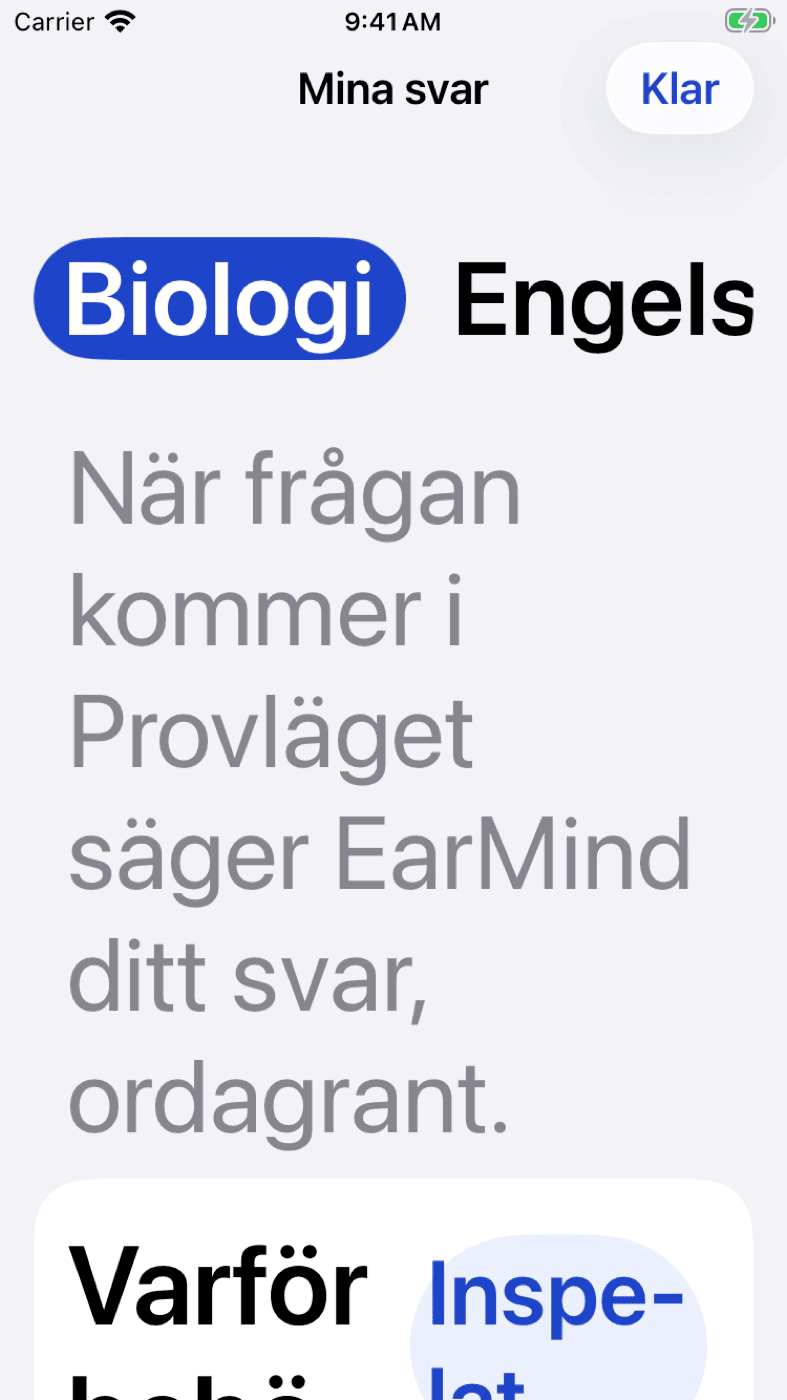 Carrier 9:41 AM
Mina svar
Klar
Biologi
Engels
När frågan
kommer i
Provläget
säger EarMind
ditt svar,
ordagrant.
Varför
Inspe-